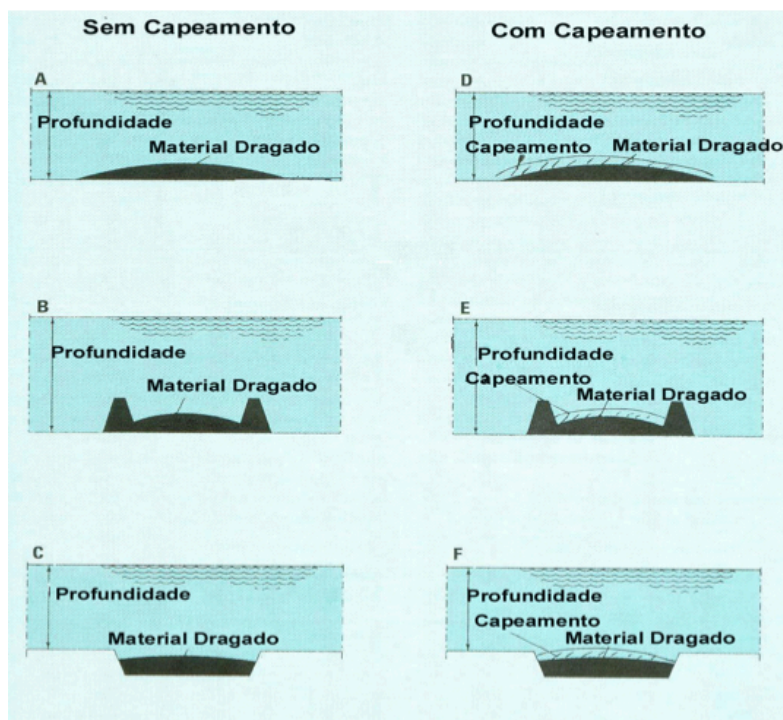 Sem Capeamento
Com Capeamento
A
Profundidade
Material Dragado
D
Profundidade
Capeamento
Material Dragado
B
Profundidade
Material Dragado
E
Profundidade
Capeamento
Material Dragado
C
Profundidade
Material Dragado
F
Profundidade
Capeamento
Material Dragado